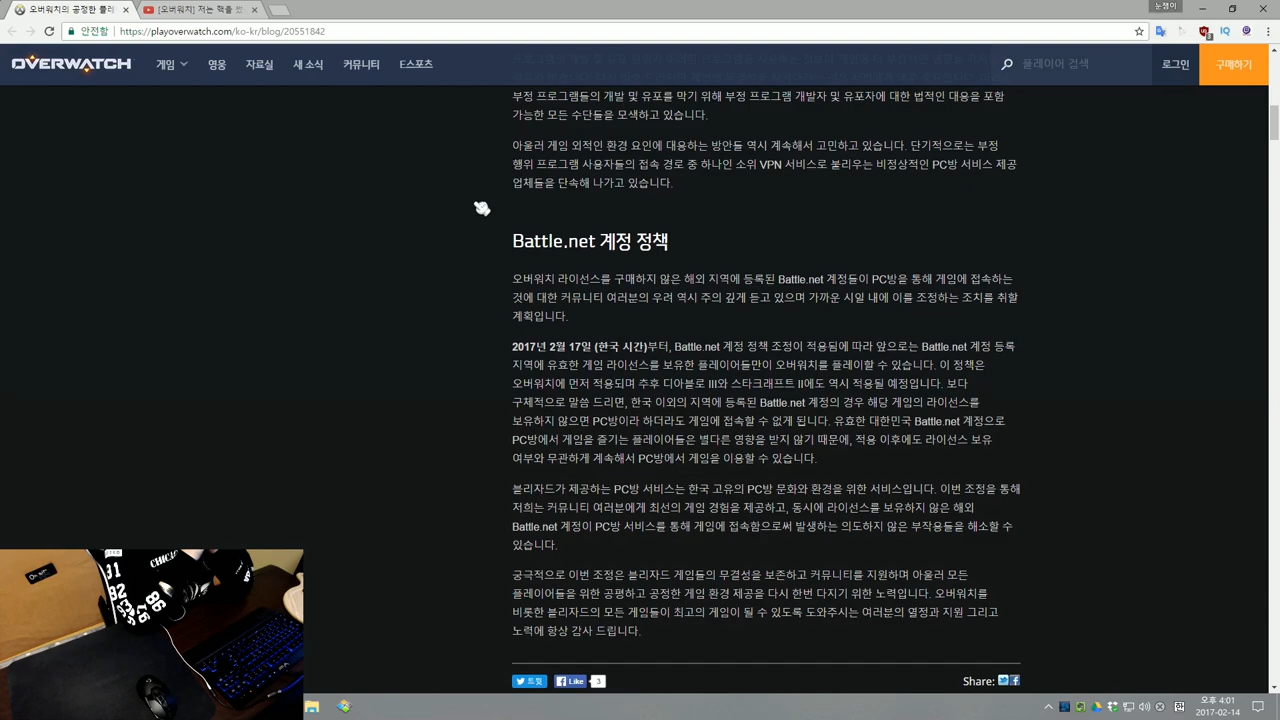 오버워치의 공정한 플레
[오버워치] 저는 핵을 썼
눈쟁이
안전함
https://playoverwatch.com/ko-kr/blog/20551842
OVERWATCH
게임
영웅
자료실
새 소식
커뮤니티
E스포츠
플레이어 검색
로그인
구매하기
부정 프로그램들의 개발 및 유포를 막기 위해 부정 프로그램 개발자 및 유포자에 대한 법적인 대응을 포함
가능한 모든 수단들을 모색하고 있습니다.
아울러 게임 외적인 환경 요인에 대응하는 방안들 역시 계속해서 고민하고 있습니다. 단기적으로는 부정
행위 프로그램 사용자들의 접속 경로 중 하나인 소위 VPN 서비스로 불리우는 비정상적인 PC방 서비스 제공
업체들을 단속해 나가고 있습니다.
Battle.net 계정 정책
오버워치 라이선스를 구매하지 않은 해외 지역에 등록된 Battle.net 계정들이 PC방을 통해 게임에 접속하는
것에 대한 커뮤니티 여러분의 우려 역시 주의 깊게 듣고 있으며 가까운 시일 내에 이를 조정하는 조치를 취할
계획입니다.
2017년 2월 17일 (한국 시간)부터, Battle.net 계정 정책 조정이 적용됨에 따라 앞으로는 Battle.net 계정 등록
지역에 유효한 게임 라이선스를 보유한 플레이어들만이 오버워치를 플레이할 수 있습니다. 이 정책은
오버워치에 먼저 적용되며 추후 디아블로 III와 스타크래프트 II에도 역시 적용될 예정입니다. 보다
구체적으로 말씀 드리면, 한국 이외의 지역에 등록된 Battle.net 계정의 경우 해당 게임의 라이선스를
보유하지 않으면 PC방이라 하더라도 게임에 접속할 수 없게 됩니다. 유효한 대한민국 Battle.net 계정으로
PC방에서 게임을 즐기는 플레이어들은 별다른 영향을 받지 않기 때문에, 적용 이후에도 라이선스 보유
여부와 무관하게 계속해서 PC방에서 게임을 이용할 수 있습니다.
블리자드가 제공하는 PC방 서비스는 한국 고유의 PC방 문화와 환경을 위한 서비스입니다. 이번 조정을 통해
저희는 커뮤니티 여러분에게 최선의 게임 경험을 제공하고, 동시에 라이선스를 보유하지 않은 해외
Battle.net 계정이 PC방 서비스를 통해 게임에 접속함으로써 발생하는 의도하지 않은 부작용들을 해소할 수
있습니다.
궁극적으로 이번 조정은 블리자드 게임들의 무결성을 보존하고 커뮤니티를 지원하며 아울러 모든
플레이어들을 위한 공평하고 공정한 게임 환경 제공을 다시 한번 다지기 위한 노력입니다. 오버워치를
비롯한 블리자드의 모든 게임들이 최고의 게임이 될 수 있도록 도와주시는 여러분의 열정과 지원 그리고
노력에 항상 감사 드립니다.
트윗
Like
3
Share:
오후 4:01
2017-02-14
CHICAG
31
98